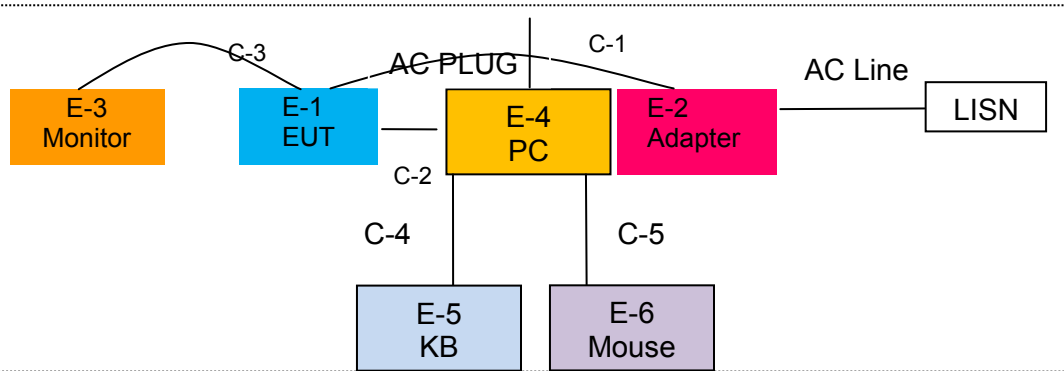 C-3
AC PLUG
C-1
AC Line
E-3
Monitor
E-1
EUT
E-4
PC
E-2
Adapter
LISN
C-2
C-4
C-5
E-5
KB
E-6
Mouse